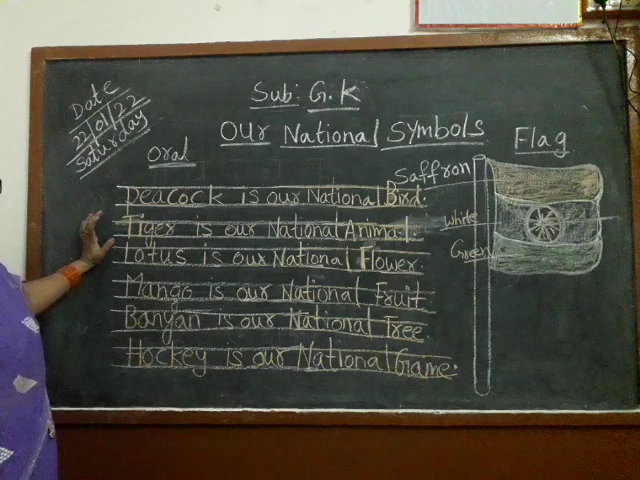 Date
22/01/22
Saturday
Sub: G.K
Our National Symbols
Oral
Flag
Peacock is our National Bird.
Tiger is our National Animal.
Lotus is our National Flower.
Mango is our National Fruit
Banyan is our National Tree.
Hockey is our National Game.
Saffron
White
Green